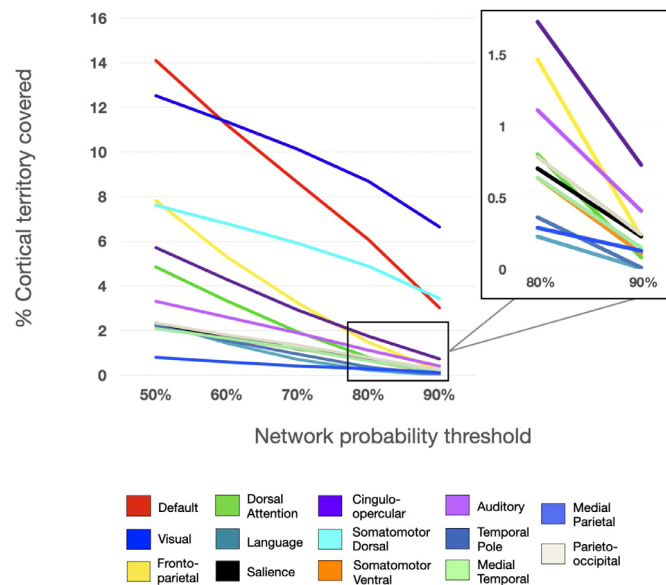 16
14
12
10
8
6
4
2
0
% Cortical territory covered
50%
60%
70%
80%
90%
Network probability threshold
1.5
1
0.5
0
80%
90%
Default
Visual
Fronto-
parietal
Dorsal
Attention
Language
Salience
Cingulo-
opercular
Somatomotor
Dorsal
Somatomotor
Ventral
Auditory
Temporal
Pole
Medial
Temporal
Medial
Parietal
Parieto-
occipital